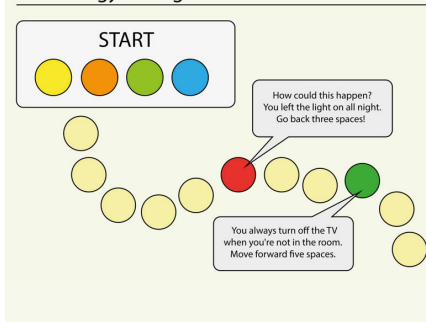 START
How could this happen?
You left the light on all night.
Go back three spaces!
You always turn off the TV
when you're not in the room.
Move forward five spaces.